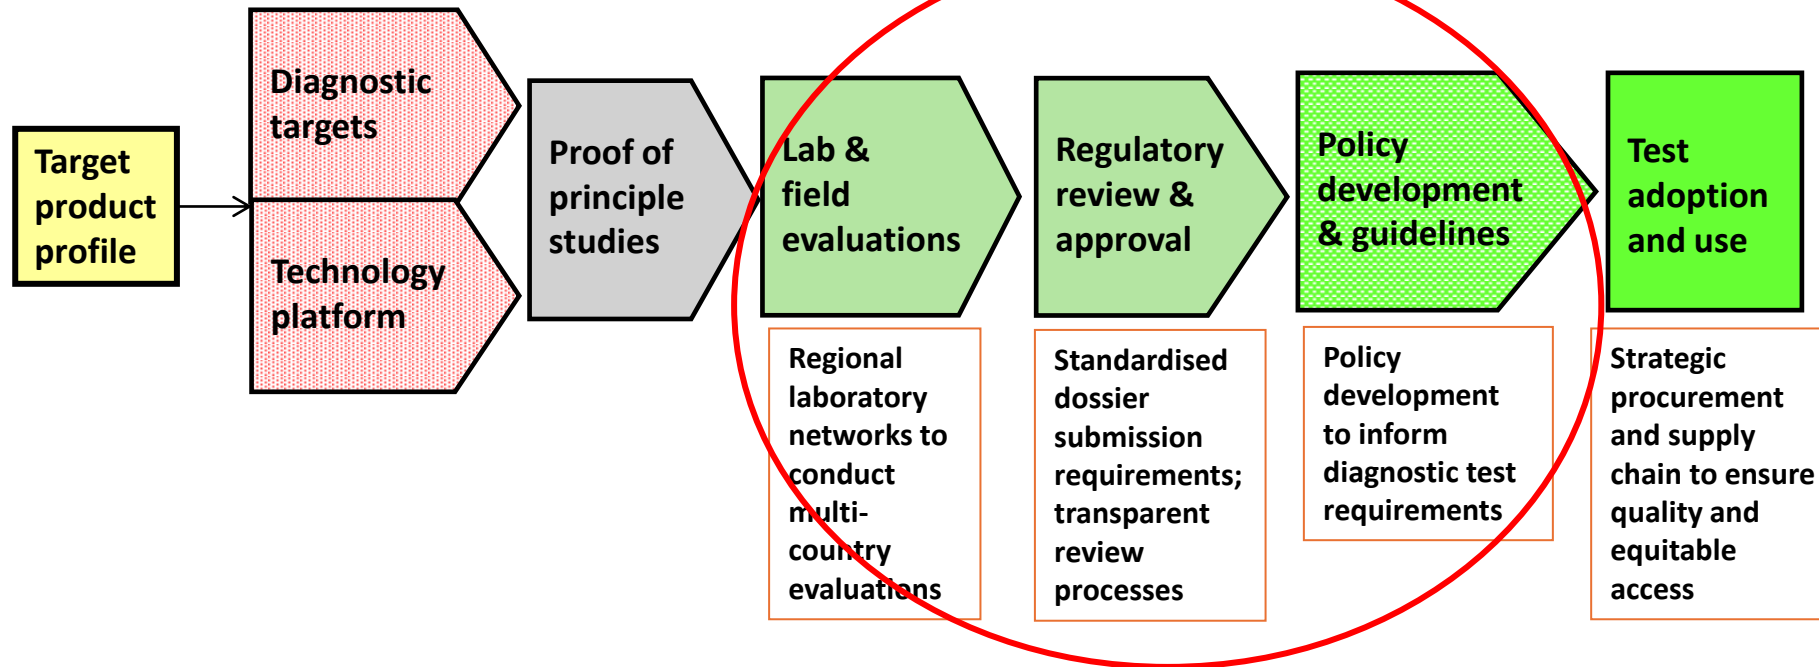 Target
product
profile
Diagnostic
targets
Technology
platform
Proof of
principle
studies
Lab &
field
evaluations
Regulatory
review &
approval
Policy
development
& guidelines
Test
adoption
and use
Regional
laboratory
networks to
conduct
multi-
country
evaluations
Standardised
dossier
submission
requirements;
transparent
review
processes
Policy
development
to inform
diagnostic test
requirements
Strategic
procurement
and supply
chain to ensure
quality and
equitable
access